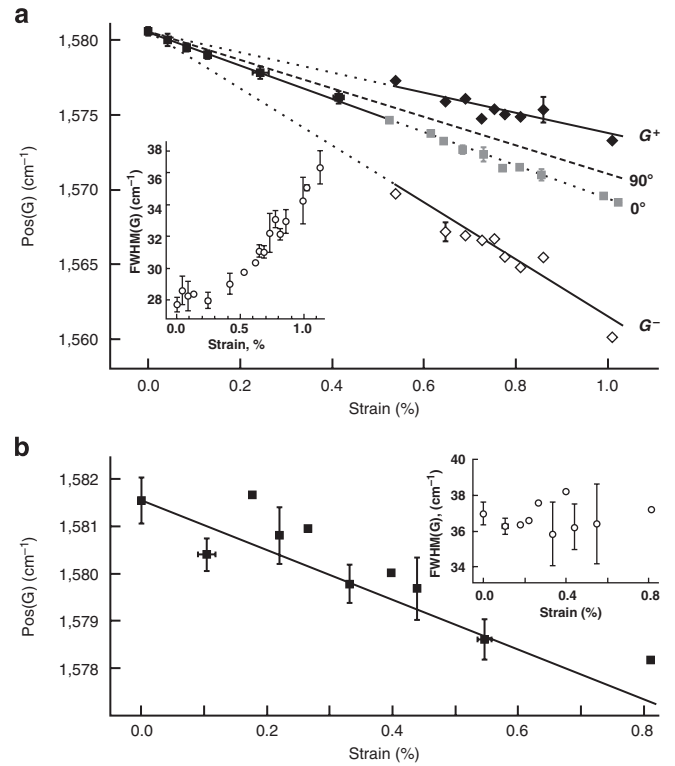 a
1,580
1,575
1,570
1,565
1,560
Pos(G) (cm⁻¹)
0.0 0.2 0.4 0.6 0.8 1.0
Strain (%)
G⁺
90°
0°
G⁻
38
36
34
32
30
28
FWHM(G) (cm⁻¹)
0.0 0.5 1.0
Strain, %
b
1,582
1,581
1,580
1,579
1,578
Pos(G) (cm⁻¹)
0.0 0.2 0.4 0.6 0.8
Strain (%)
40
38
36
34
FWHM(G), (cm⁻¹)
0.0 0.4 0.8
Strain (%)